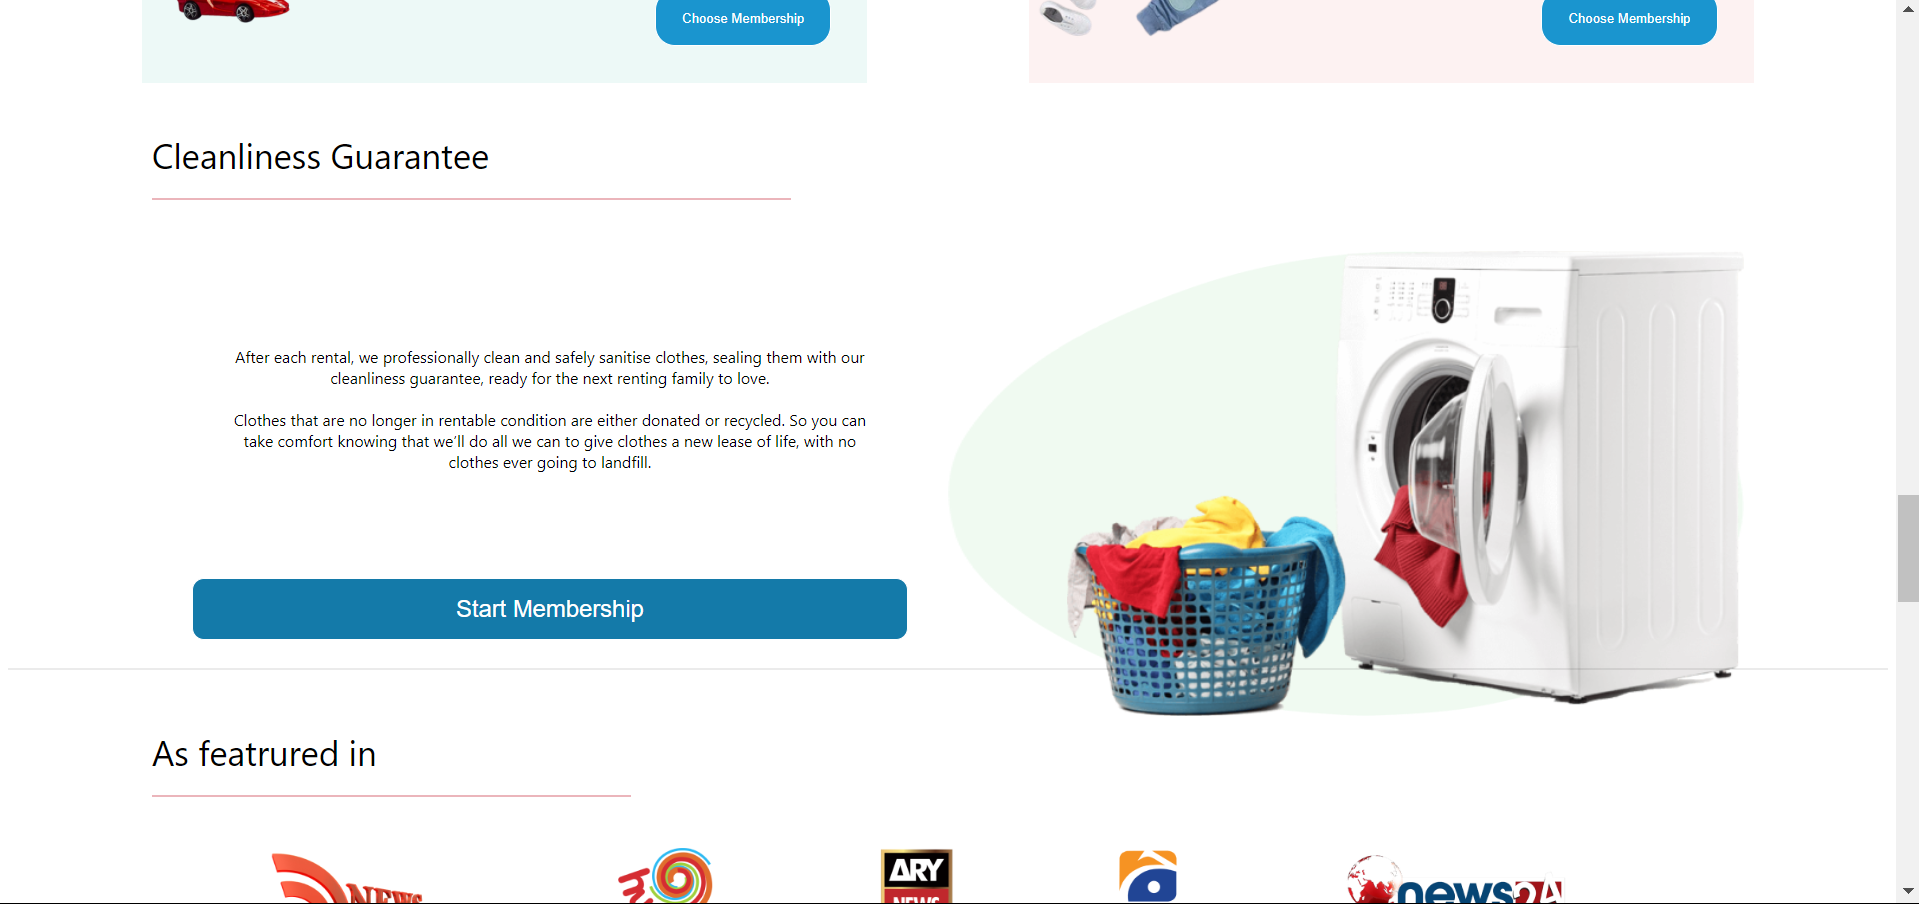 Choose Membership
Choose Membership
Cleanliness Guarantee
After each rental, we professionally clean and safely sanitise clothes, sealing them with our
cleanliness guarantee, ready for the next renting family to love.
Clothes that are no longer in rentable condition are either donated or recycled. So you can
take comfort knowing that we'll do all we can to give clothes a new lease of life, with no
clothes ever going to landfill.
Start Membership
As featrured in
NEWS
ARY
NEWS
news24